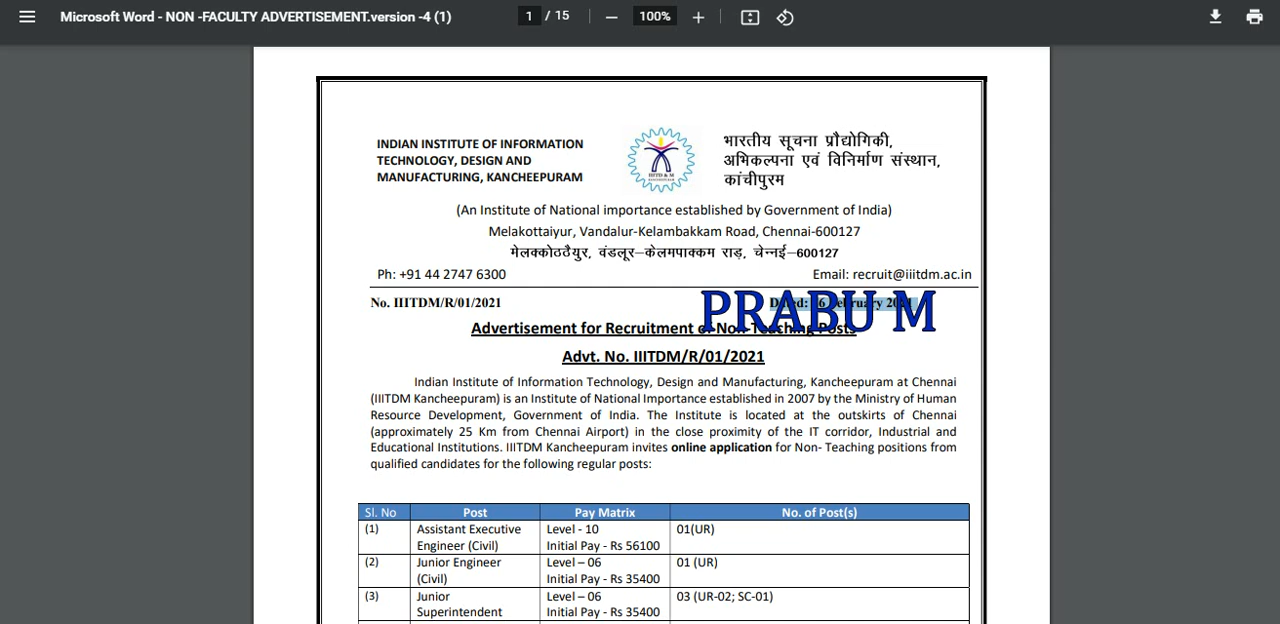 Microsoft Word - NON -FACULTY ADVERTISEMENT.version -4 (1)
1 / 15
100%
INDIAN INSTITUTE OF INFORMATION
TECHNOLOGY, DESIGN AND
MANUFACTURING, KANCHEEPURAM
IIITD & M
KANCHEEPURAM
भारतीय सूचना प्रौद्योगिकी,
अभिकल्पना एवं विनिर्माण संस्थान,
कांचीपुरम
(An Institute of National importance established by Government of India)
Melakottaiyur, Vandalur-Kelambakkam Road, Chennai-600127
मेलक्कोठठैयुर, वंडलूर–केलमपाक्कम राड़, चेन्नई–600127
Ph: +91 44 2747 6300 Email: recruit@iiitdm.ac.in
No. IIITDM/R/01/2021 Dated: February
PRABU M
Advertisement for Recruitment of Non-Teaching Posts
Advt. No. IIITDM/R/01/2021
Indian Institute of Information Technology, Design and Manufacturing, Kancheepuram at Chennai
(IIITDM Kancheepuram) is an Institute of National Importance established in 2007 by the Ministry of Human
Resource Development, Government of India. The Institute is located at the outskirts of Chennai
(approximately 25 Km from Chennai Airport) in the close proximity of the IT corridor, Industrial and
Educational Institutions. IIITDM Kancheepuram invites online application for Non- Teaching positions from
qualified candidates for the following regular posts:
Sl. No Post Pay Matrix No. of Post(s)
(1) Assistant Executive Level - 10 01(UR)
Engineer (Civil) Initial Pay - Rs 56100
(2) Junior Engineer Level – 06 01 (UR)
(Civil) Initial Pay - Rs 35400
(3) Junior Level – 06 03 (UR-02; SC-01)
Superintendent Initial Pay - Rs 35400